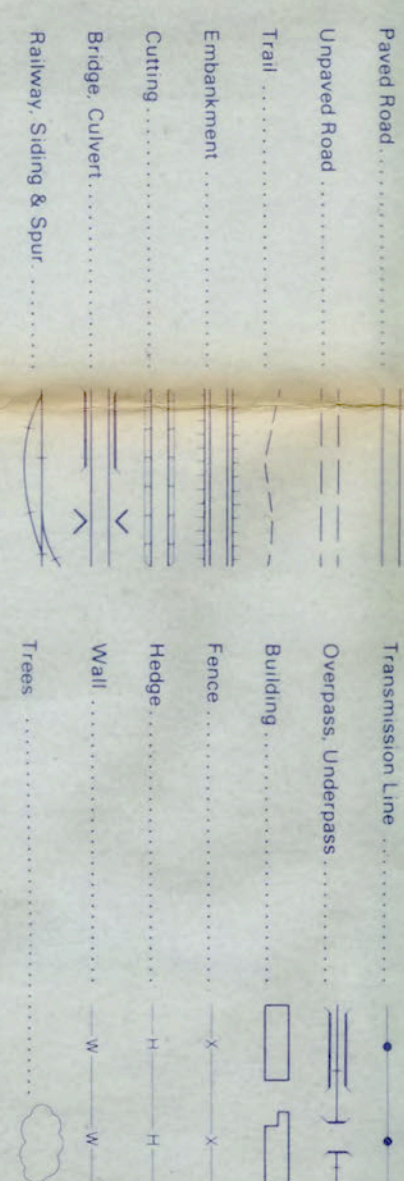 Paved Road
Unpaved Road
Trail
Embankment
Cutting
Bridge, Culvert
Railway, Siding & Spur.
Transmission Line
Overpass, Underpass
Building
Fence X X
Hedge H H
Wall W W
Trees